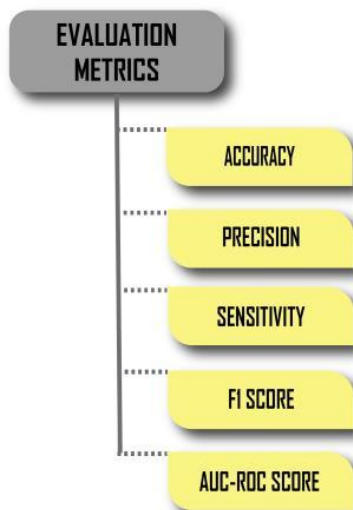 EVALUATION
METRICS
ACCURACY
PRECISION
SENSITIVITY
F1 SCORE
AUC-ROC SCORE